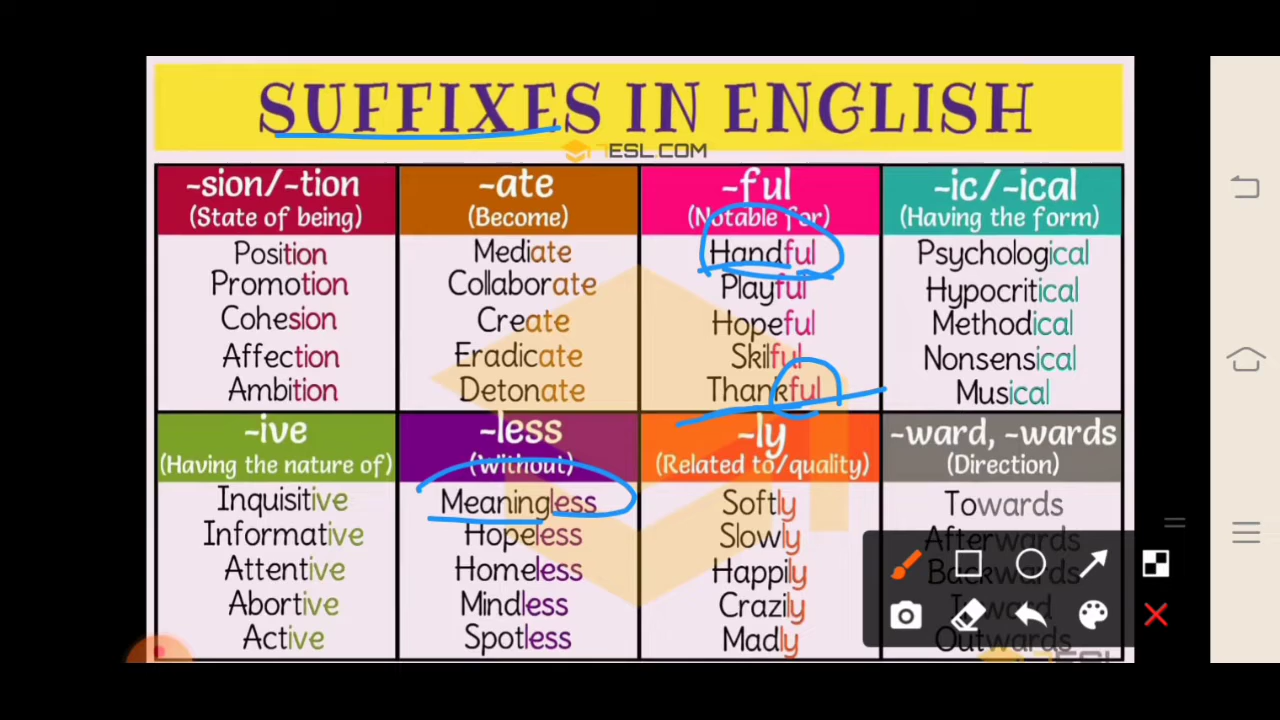 SUFFIXES IN ENGLISH
7ESL.COM
-sion/-tion
(State of being)
Position
Promotion
Cohesion
Affection
Ambition
-ate
(Become)
Mediate
Collaborate
Create
Eradicate
Detonate
-ful
(Notable for)
Handful
Playful
Hopeful
Skilful
Thankful
-ic/-ical
(Having the form)
Psychological
Hypocritical
Methodical
Nonsensical
Musical
-ive
(Having the nature of)
Inquisitive
Informative
Attentive
Abortive
Active
-less
(Without)
Meaningless
Hopeless
Homeless
Mindless
Spotless
-ly
(Related to/quality)
Softly
Slowly
Happily
Crazily
Madly
-ward, -wards
(Direction)
Towards
Afterwards
Backwards
Outwards